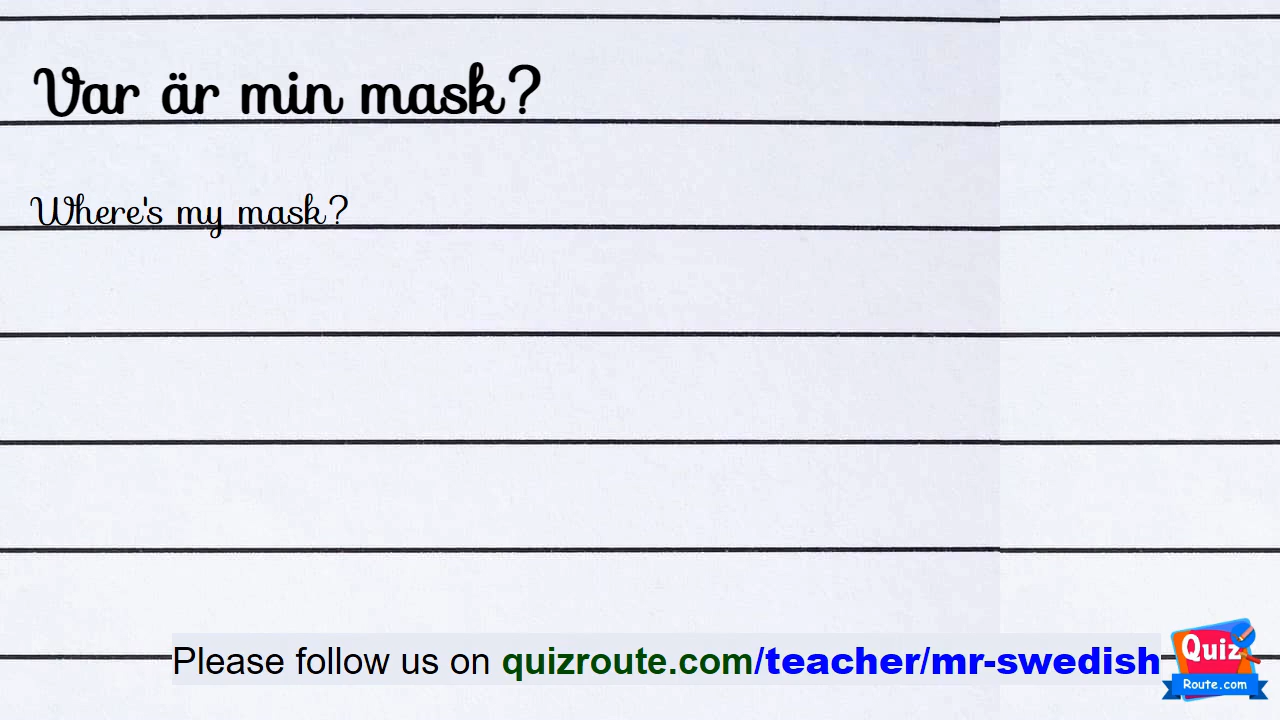 Var är min mask?
Where's my mask?
Please follow us on quizroute.com/teacher/mr-swedish
Quiz
Route.com